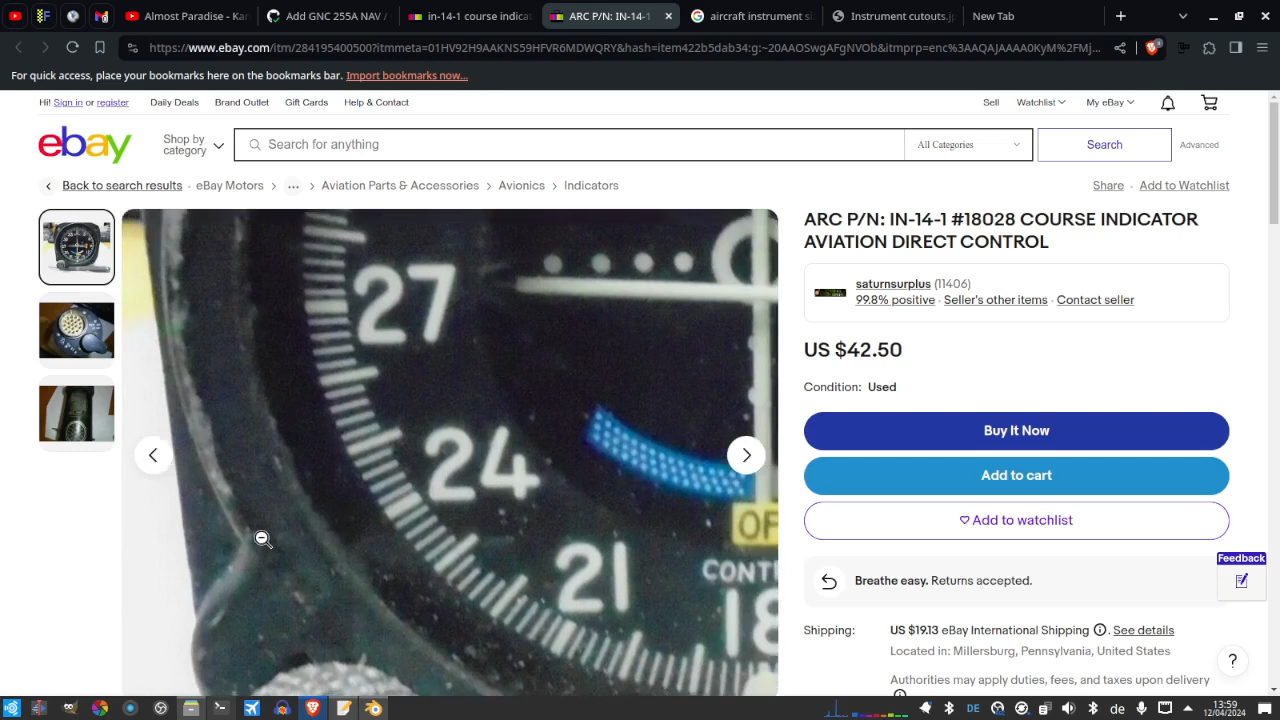 Almost Paradise - Kar
Add GNC 255A NAV /
in-14-1 course indicat
ARC P/N: IN-14-1
aircraft instrument si
Instrument cutouts.j
New Tab
https://www.ebay.com/itm/284195400500?itmmeta=01HV92H9AAKNS59HFVR6MDWQRY&hash=item422b5dab34:g:~20AAOSwgAFgNVOb&itmprp=enc%3AAQAJAAAA0KyM%2FMj...
For quick access, place your bookmarks here on the bookmarks bar. Import bookmarks now...
Hi! Sign in or register
Daily Deals
Brand Outlet
Gift Cards
Help & Contact
Sell
Watchlist
My eBay
ebay
Shop by
category
Search for anything
All Categories
Search
Advanced
Back to search results
eBay Motors
...
Aviation Parts & Accessories
Avionics
Indicators
Share
Add to Watchlist
27
24
21
18
OF
CONT
ARC P/N: IN-14-1 #18028 COURSE INDICATOR
AVIATION DIRECT CONTROL
saturnsurplus (11406)
99.8% positive · Seller's other items · Contact seller
US $42.50
Condition: Used
Buy It Now
Add to cart
Add to watchlist
Breathe easy. Returns accepted.
Feedback
Shipping: US $19.13 eBay International Shipping . See details
Located in: Millersburg, Pennsylvania, United States
Authorities may apply duties, fees, and taxes upon delivery
?
DE
de
13:59
12/04/2024